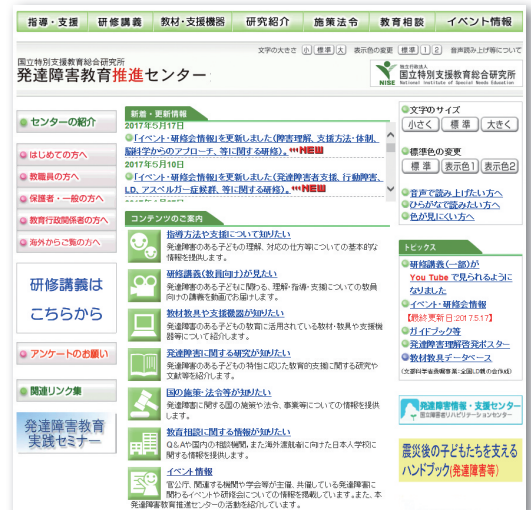 指導・支援 研修講義 教材・支援機器 研究紹介 施策法令 教育相談 イベント情報
文字の大きさ 小 標準 大 表示色の変更 標準 1 2 音声読み上げ等について
国立特別支援教育総合研究所
発達障害教育推進センター
独立行政法人
国立特別支援教育総合研究所
NISE National Institute of Special Needs Education
センターの紹介
はじめての方へ
教職員の方へ
保護者・一般の方へ
教育行政関係者の方へ
海外からご覧の方へ
研修講義は
こちらから
アンケートのお願い
関連リンク集
発達障害教育
実践セミナー
新着・更新情報
2017年5月17日
「イベント・研修会情報」を更新しました(障害理解、支援方法・体制、
脳科学からのアプローチ、等に関する研修)。NEW
2017年5月10日
「イベント・研修会情報」を更新しました(発達障害者支援、行動障害、
LD、アスペルガー症候群、等に関する研修)。NEW
コンテンツのご案内
指導方法や支援について知りたい
発達障害のある子どもの理解、対応の仕方等についての基本的な
情報を提供します。
研修講義(教員向け)が見たい
発達障害のある子どもに関わる、理解・指導・支援についての教員
向けの講義を動画でお届けします。
教材教具や支援機器が知りたい
発達障害のある子どもの教育に活用されている教材・教具や支援機
器等について紹介します。
発達障害に関する研究が知りたい
発達障害のある子どもの特性に応じた教育的支援に関する研究や
文献等を紹介します。
国の施策・法令等が知りたい
発達障害に関する国の施策や法令、事業等についての情報を提供
します。
教育相談に関する情報が知りたい
Q&Aや国内の相談機関、また海外渡航者に向けた日本人学校に
関する情報を提供します。
イベント情報
官公庁、関連する機関や学会等が主催、共催している発達障害に
関わるイベントや研修会についての情報を掲載しています。また、本
発達障害教育推進センターの活動を紹介しています。
文字のサイズ
小さく 標準 大きく
標準色の変更
標準 表示色1 表示色2
音声で読み上げたい方へ
ひらがなで読みたい方へ
色が見にくい方へ
トピックス
研修講義(一部)が
You Tube で見られるように
なりました
イベント・研修会情報
【最終更新日:2017.5.17】
ガイドブック等
発達障害理解啓発ポスター
教材教具データベース
発達障害情報・支援センター
国立障害者リハビリテーションセンター
震災後の子どもたちを支える
ハンドブック(発達障害等)